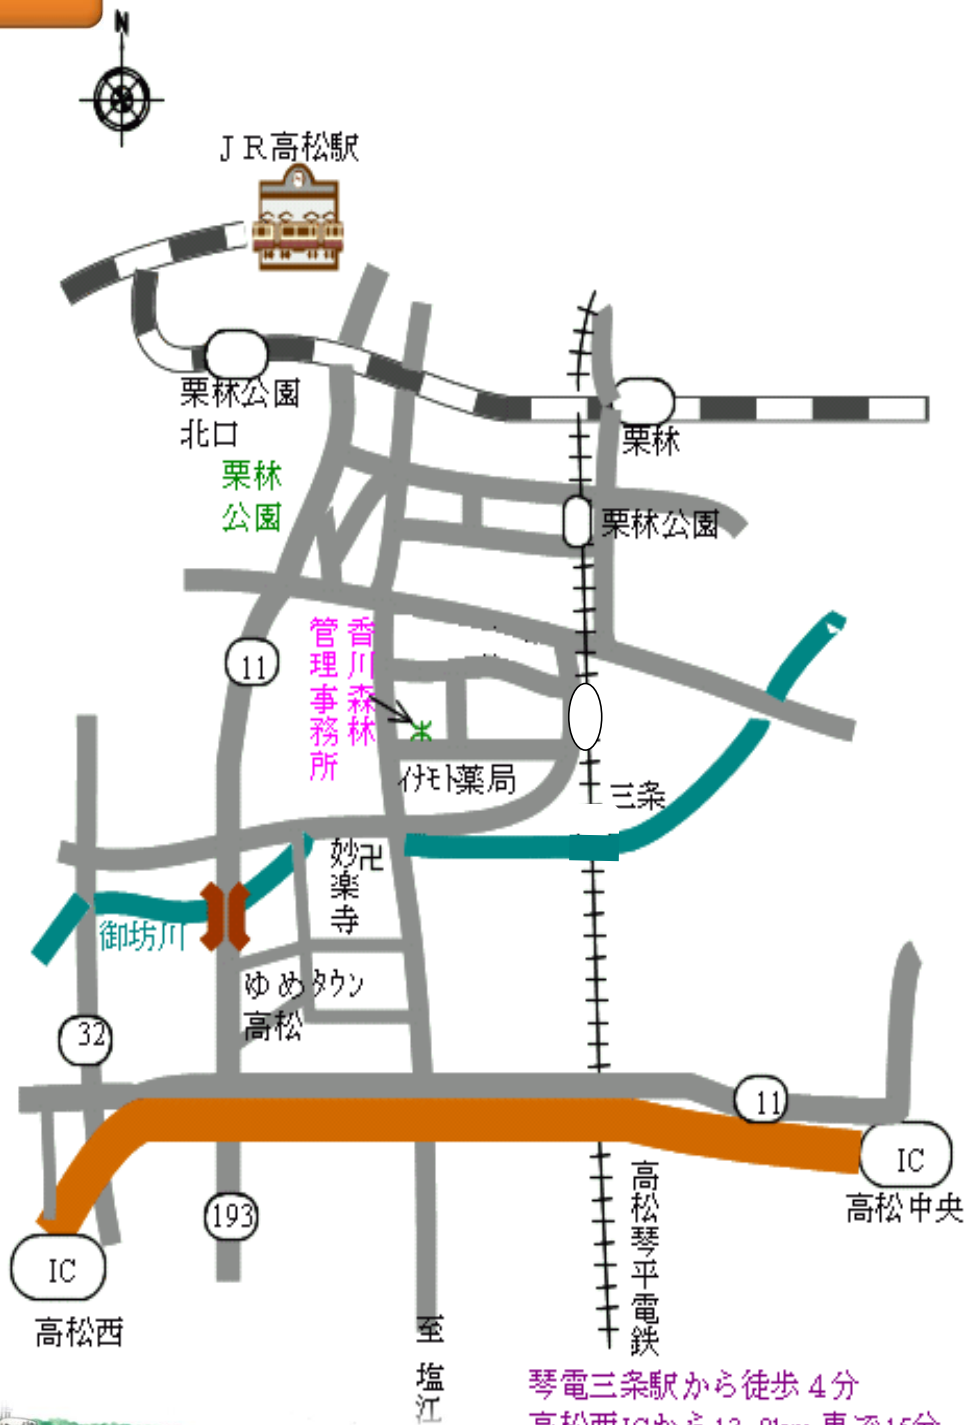 N
ＪＲ高松駅
栗林公園
北口
栗林
栗林
公園
栗林公園
11
香川森林
管理事務所
ｲﾅﾓﾄ薬局
三条
妙楽寺
卍
御坊川
ゆめﾀｳﾝ
高松
32
11
IC
高松中央
193
IC
高松西
高松琴平電鉄
至塩江
琴電三条駅から徒歩４分